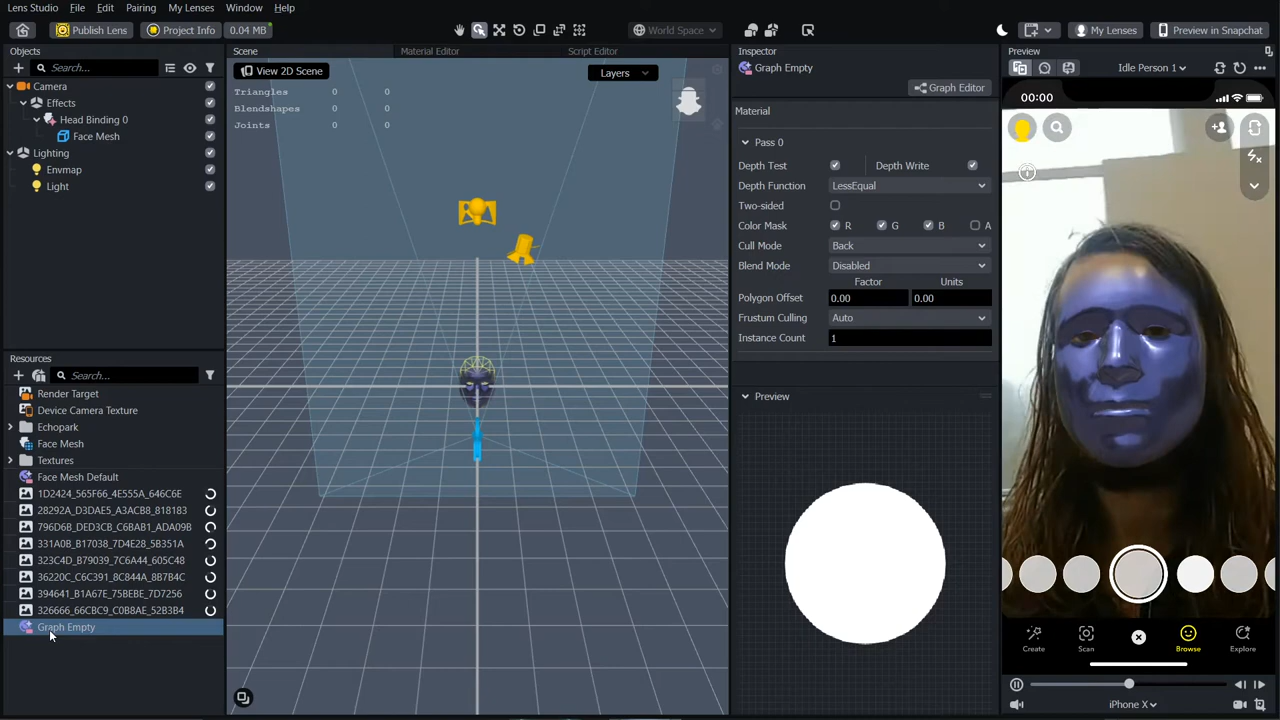 Lens Studio File Edit Pairing My Lenses Window Help
Publish Lens Project Info 0.04 MB World Space My Lenses Preview in Snapchat
Objects
Search...
Camera
Effects
Head Binding 0
Face Mesh
Lighting
Envmap
Light
Resources
Search...
Render Target
Device Camera Texture
Echopark
Face Mesh
Textures
Face Mesh Default
1D2424_565F66_4E555A_646C6E
28292A_D3DAE5_A3ACB8_818183
796D6B_DED3CB_C6BAB1_ADA09B
331A0B_B17038_7D4E28_5B351A
323C4D_B79039_7C6A44_605C48
36220C_C6C391_8C844A_8B7B4C
394641_B1A67E_75BEBE_7D7256
326666_66CBC9_C0B8AE_52B3B4
Graph Empty
Scene Material Editor Script Editor
View 2D Scene Layers
Triangles 0 0
Blendshapes 0 0
Joints 0 0
Inspector
Graph Empty
Graph Editor
Material
Pass 0
Depth Test Depth Write
Depth Function LessEqual
Two-sided
Color Mask R G B A
Cull Mode Back
Blend Mode Disabled
Factor Units
Polygon Offset 0.00 0.00
Frustum Culling Auto
Instance Count 1
Preview
Preview
Idle Person 1
00:00
Create Scan Browse Explore
iPhone X